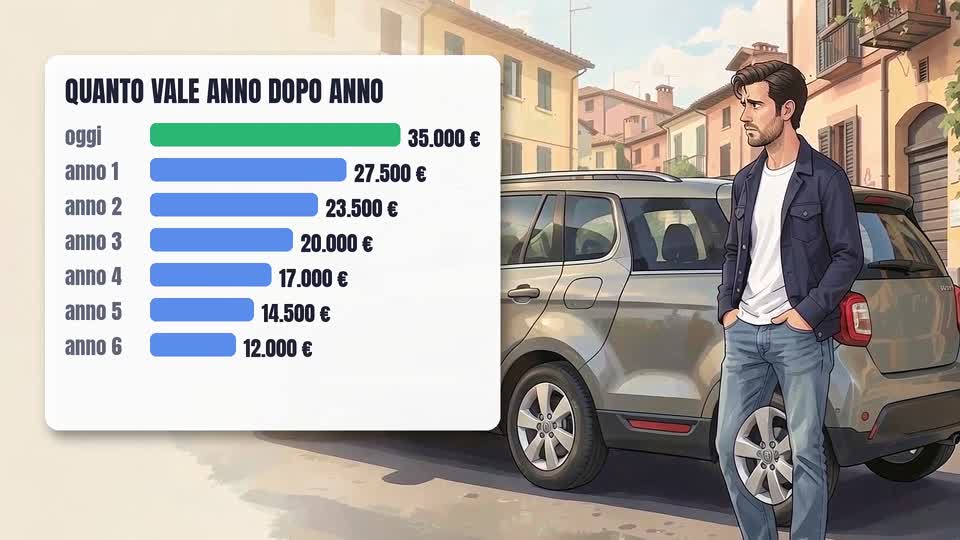 QUANTO VALE ANNO DOPO ANNO
oggi 35.000 €
anno 1 27.500 €
anno 2 23.500 €
anno 3 20.000 €
anno 4 17.000 €
anno 5 14.500 €
anno 6 12.000 €